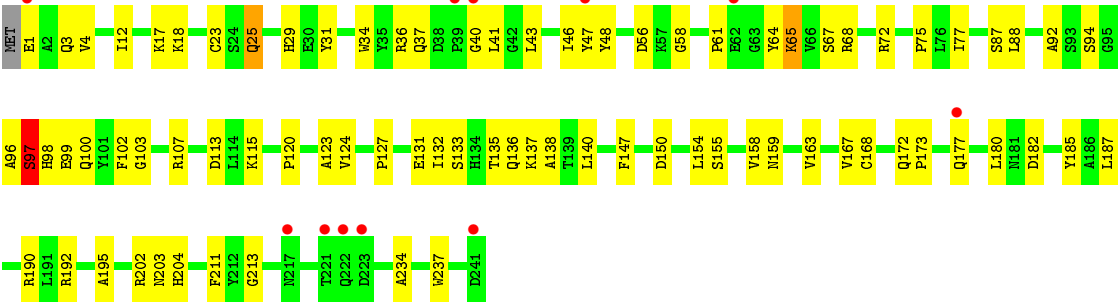 MET E1 A2 Q3 V4 I12 K17 K18 C23 S24 Q25 H29 E30 Y31 W34 Y35 R36 Q37 D38 P39 G40 L41 G42 L43 I46 Y47 Y48 D56 K57 G58 P61 E62 G63 Y64 K65 V66 S67 R68 R72 P75 L76 I77 S87 L88 A92 S93 S94 G95
A96 S97 H98 E99 Q100 Y101 F102 G103 R107 D113 L114 K115 P120 A123 V124 P127 E131 I132 S133 H134 T135 Q136 K137 A138 T139 L140 F147 D150 L154 S155 V158 N159 V163 V167 C168 Q172 P173 Q177 L180 N181 D182 Y185 A186 L187
R190 L191 R192 A195 R202 N203 H204 F211 Y212 G213 N217 T221 Q222 D223 A234 W237 D241